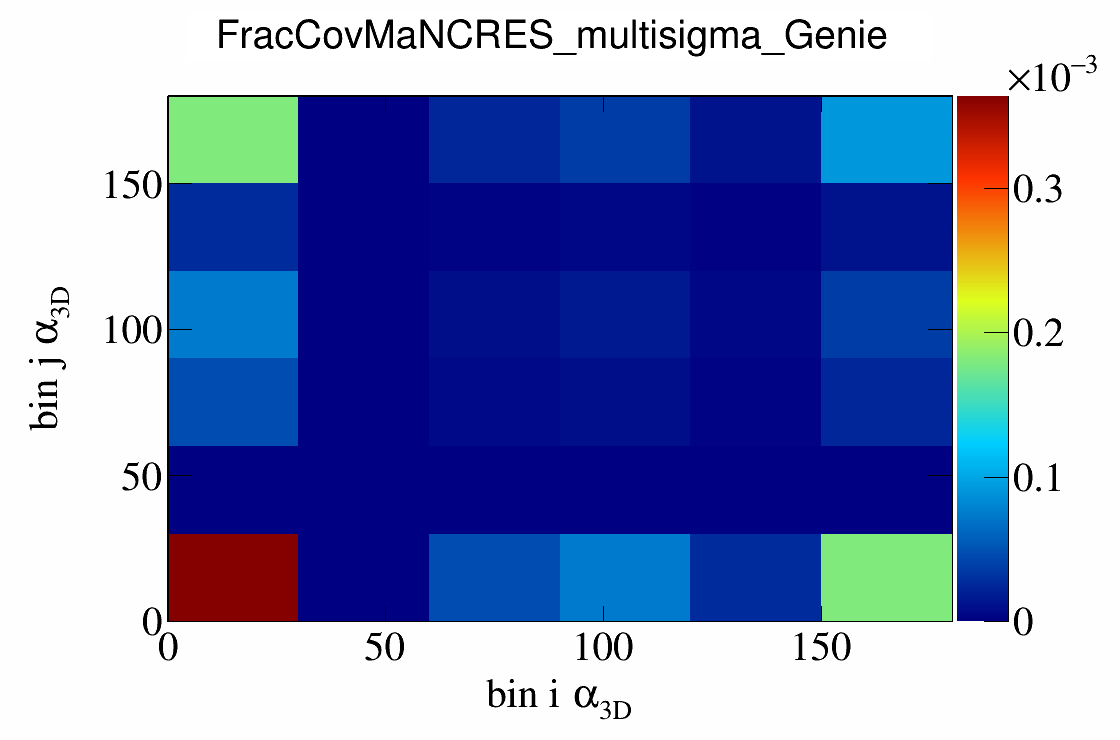 FracCovMaNCRES_multisigma_Genie
×10⁻³
150
100
50
0
0 50 100 150
0.3
0.2
0.1
0
bin j α₃D
bin i α₃D